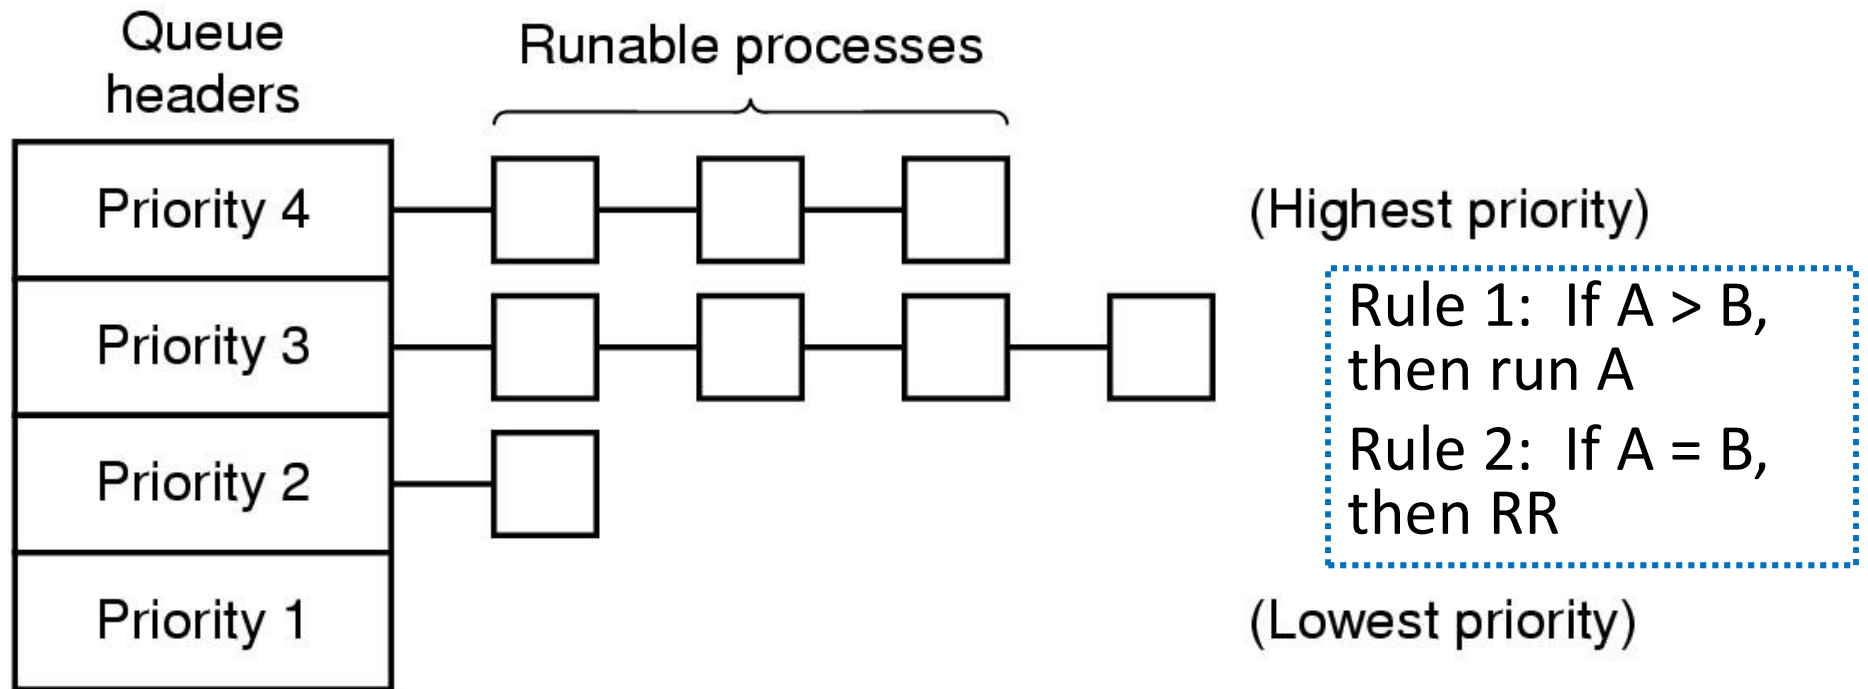 Queue
headers
Runable processes
Priority 4
(Highest priority)
Priority 3
Rule 1:  If A > B,
then run A
Rule 2:  If A = B,
then RR
Priority 2
Priority 1
(Lowest priority)